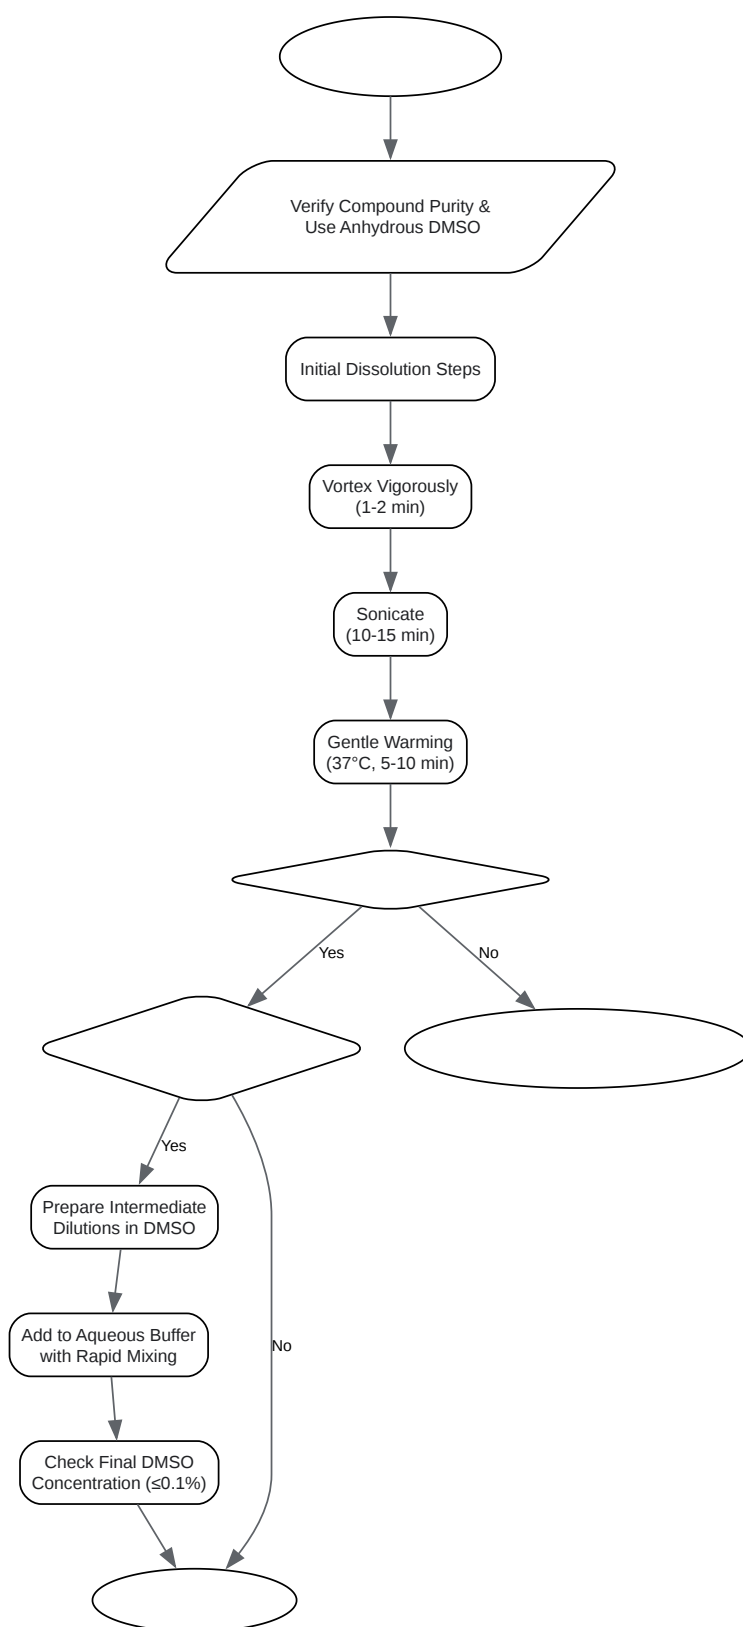 Verify Compound Purity &
Use Anhydrous DMSO
Initial Dissolution Steps
Vortex Vigorously
(1-2 min)
Sonicate
(10-15 min)
Gentle Warming
(37°C, 5-10 min)
Yes
No
Yes
Prepare Intermediate
Dilutions in DMSO
Add to Aqueous Buffer
with Rapid Mixing
No
Check Final DMSO
Concentration (≤0.1%)